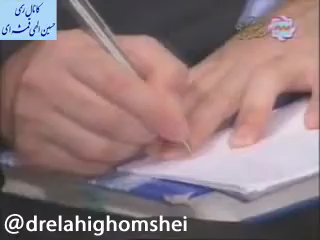 کانال رسمی
حسین الهی قمشه ای
@drelahighomshei